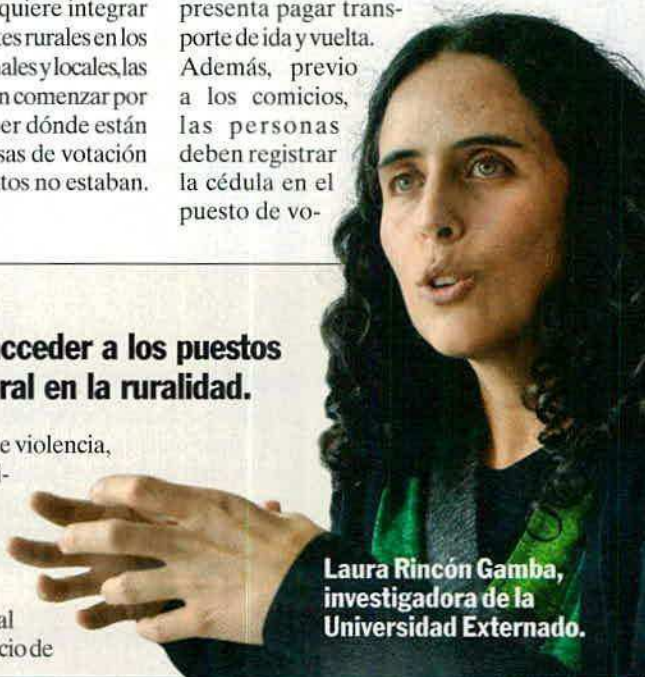 quiere integrar
tes rurales en los
ales y locales, las
n comenzar por
er dónde están
sas de votación
tos no estaban.
presenta pagar trans-
porte de ida y vuelta.
Además, previo
a los comicios,
las personas
deben registrar
la cédula en el
puesto de vo-
cceder a los puestos
ral en la ruralidad.
e violencia,
al
cio de
Laura Rincón Gamba,
investigadora de la
Universidad Externado.